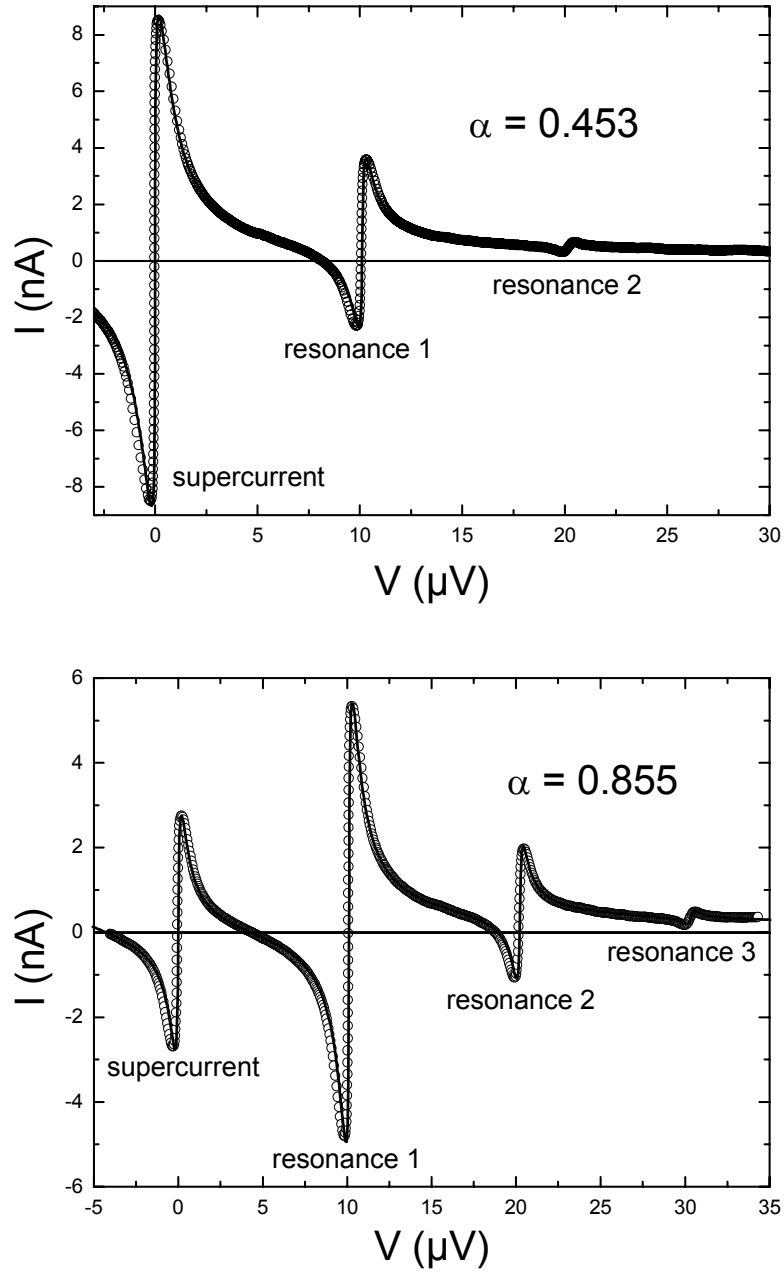 8
6
4
2
0
-2
-4
-6
-8
I (nA)
α = 0.453
resonance 2
resonance 1
supercurrent
0 5 10 15 20 25 30
V (µV)
6
4
2
0
-2
-4
-6
I (nA)
α = 0.855
resonance 3
resonance 2
supercurrent
resonance 1
-5 0 5 10 15 20 25 30 35
V (µV)